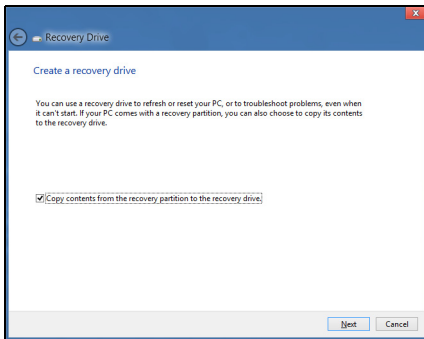 Recovery Drive
Create a recovery drive
You can use a recovery drive to refresh or reset your PC, or to troubleshoot problems, even when
it can't start. If your PC comes with a recovery partition, you can also choose to copy its contents
to the recovery drive.
Copy contents from the recovery partition to the recovery drive.
Next Cancel